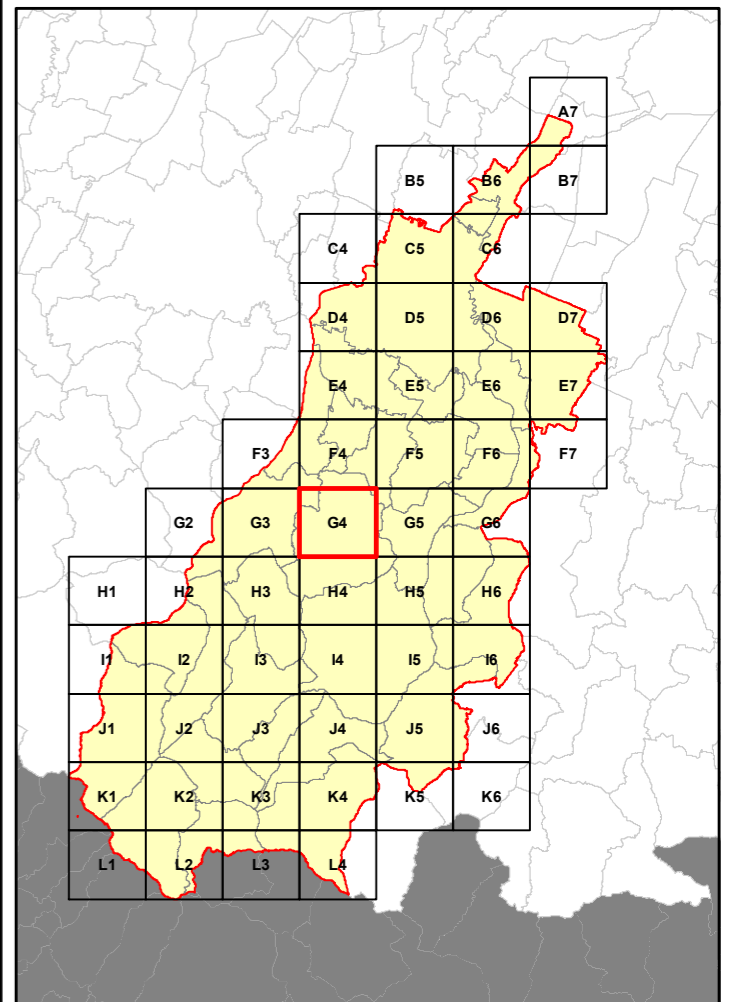 A7
B5 B6 B7
C4 C5 C6
D4 D5 D6 D7
E4 E5 E6 E7
F3 F4 F5 F6 F7
G2 G3 G4 G5 G6
H1 H2 H3 H4 H5 H6
I1 I2 I3 I4 I5 I6
J1 J2 J3 J4 J5 J6
K1 K2 K3 K4 K5 K6
L1 L2 L3 L4